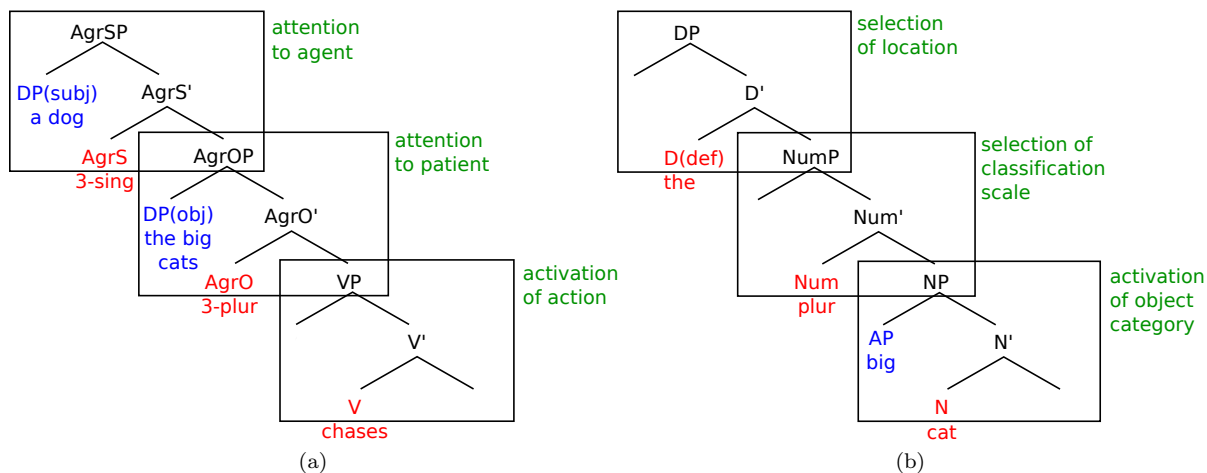 AgrSP
attention
to agent
DP(subj)
a dog
AgrS'
AgrS
3-sing
AgrOP
attention
to patient
DP(obj)
the big
cats
AgrO'
AgrO
3-plur
VP
activation
of action
V'
V
chases
(a)
DP
selection
of location
D'
D(def)
the
NumP
selection of
classification
scale
Num'
Num
plur
NP
activation
of object
category
AP
big
N'
N
cat
(b)